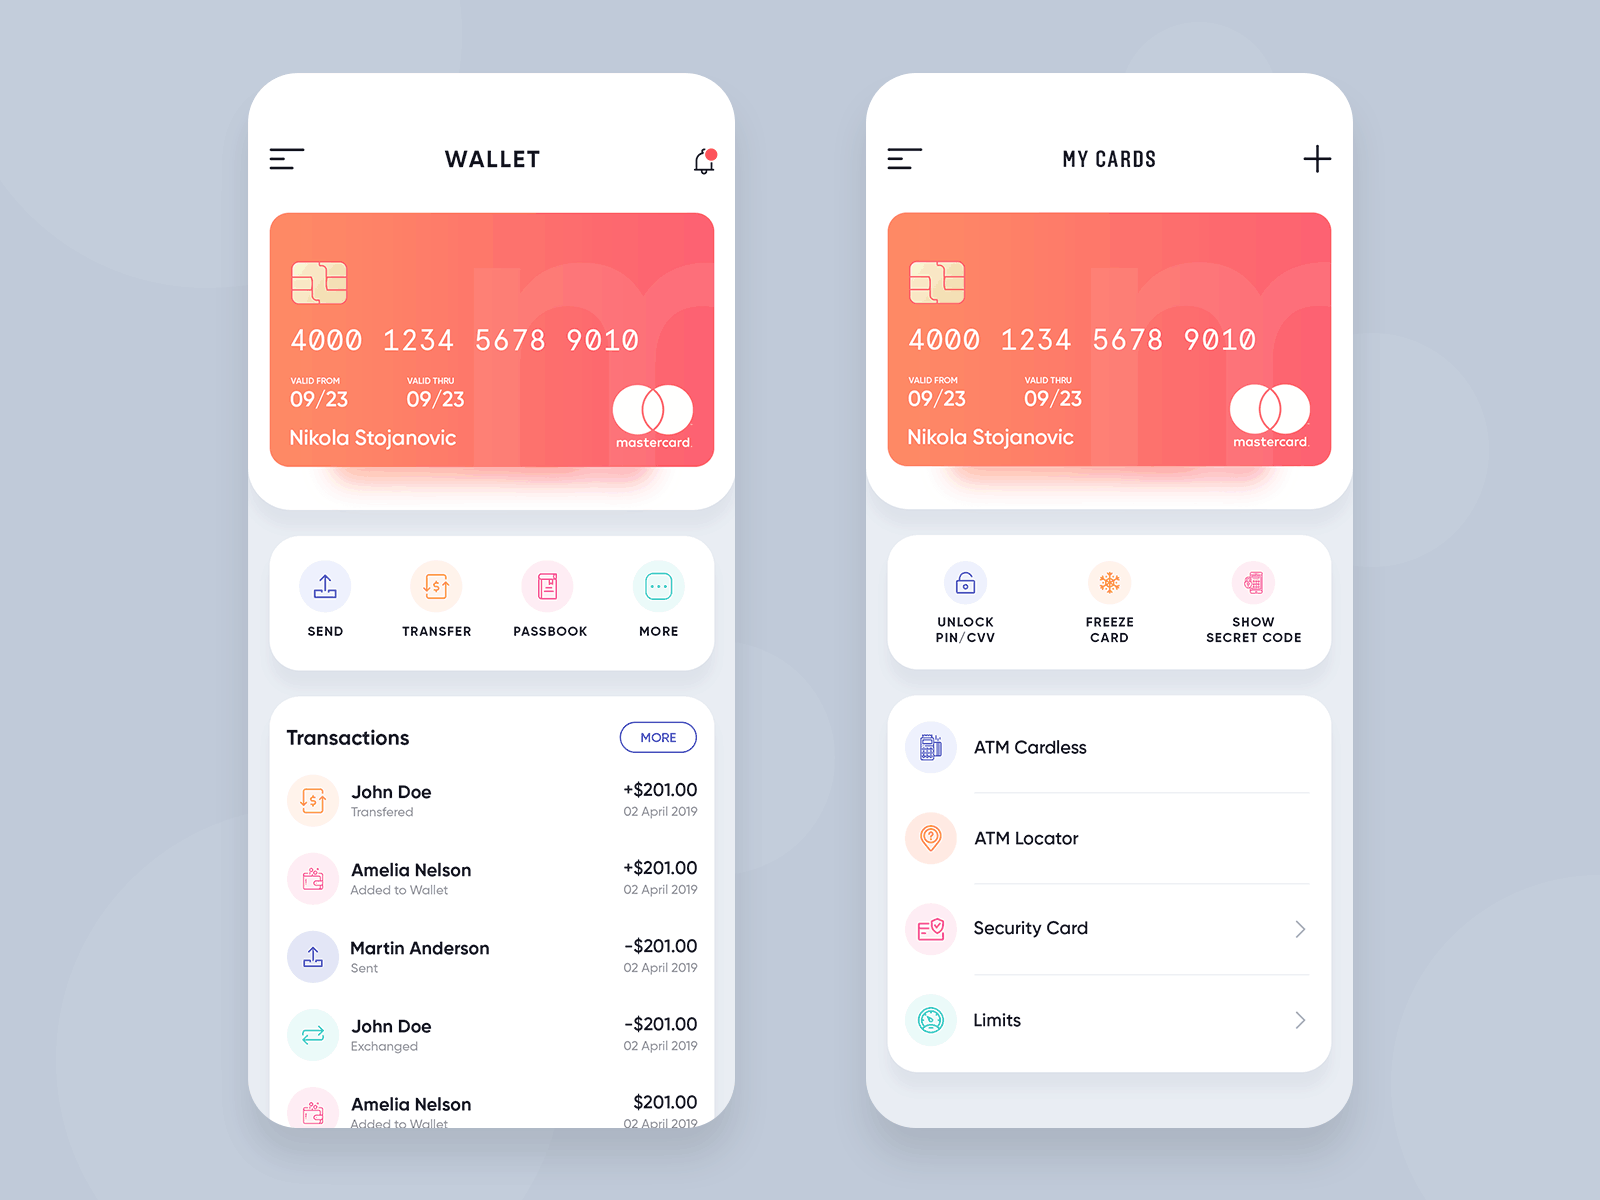 WALLET
4000 1234 5678 9010
VALID FROM
VALID THRU
09/23
09/23
Nikola Stojanovic
mastercard.
SEND
TRANSFER
PASSBOOK
MORE
Transactions
MORE
John Doe
+$201.00
Transfered
02 April 2019
Amelia Nelson
+$201.00
Added to Wallet
02 April 2019
Martin Anderson
-$201.00
Sent
02 April 2019
John Doe
-$201.00
Exchanged
02 April 2019
Amelia Nelson
$201.00
Added to Wallet
02 April 2019
MY CARDS
4000 1234 5678 9010
VALID FROM
VALID THRU
09/23
09/23
Nikola Stojanovic
mastercard.
UNLOCK
PIN/CVV
FREEZE
CARD
SHOW
SECRET CODE
ATM Cardless
ATM Locator
Security Card
Limits